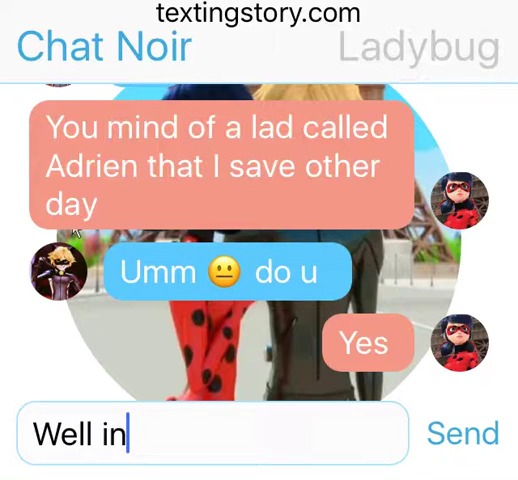 textingstory.com
Chat Noir
Ladybug
You mind of a lad called
Adrien that I save other
day
Umm 😐 do u
Yes
Well in
Send